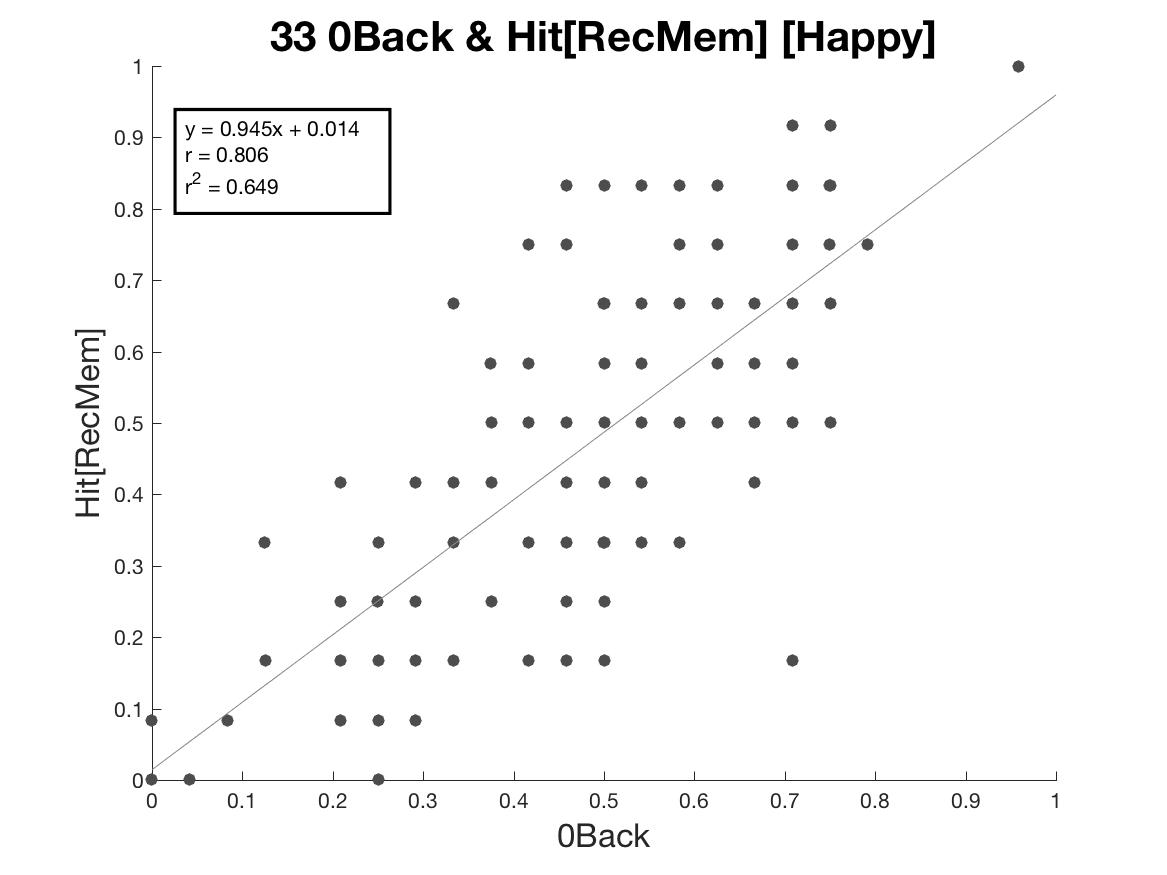 33 0Back & Hit[RecMem] [Happy]
y = 0.945x + 0.014
r = 0.806
r² = 0.649
Hit[RecMem]
1
0.9
0.8
0.7
0.6
0.5
0.4
0.3
0.2
0.1
0
0 0.1 0.2 0.3 0.4 0.5 0.6 0.7 0.8 0.9 1
0Back